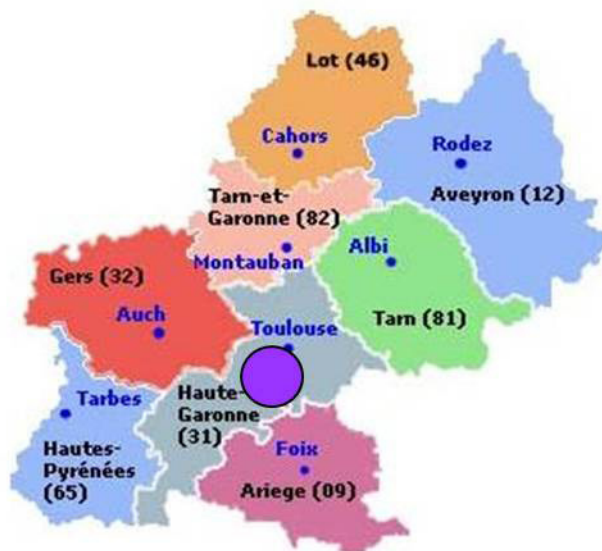 Lot (46)
Cahors
Rodez
Aveyron (12)
Tarn-et-
Garonne (82)
Montauban
Albi
Tarn (81)
Gers (32)
Auch
Toulouse
Tarbes
Haute-
Garonne
(31)
Hautes-
Pyrénées
(65)
Foix
Ariege (09)